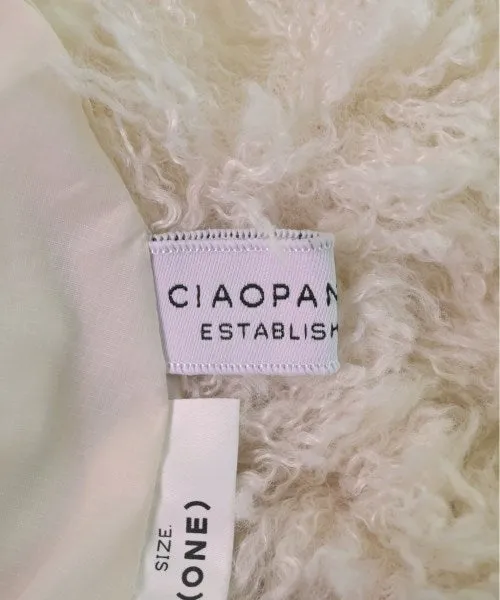 CIAOPAN
ESTABLISH
SIZE.
(ONE)